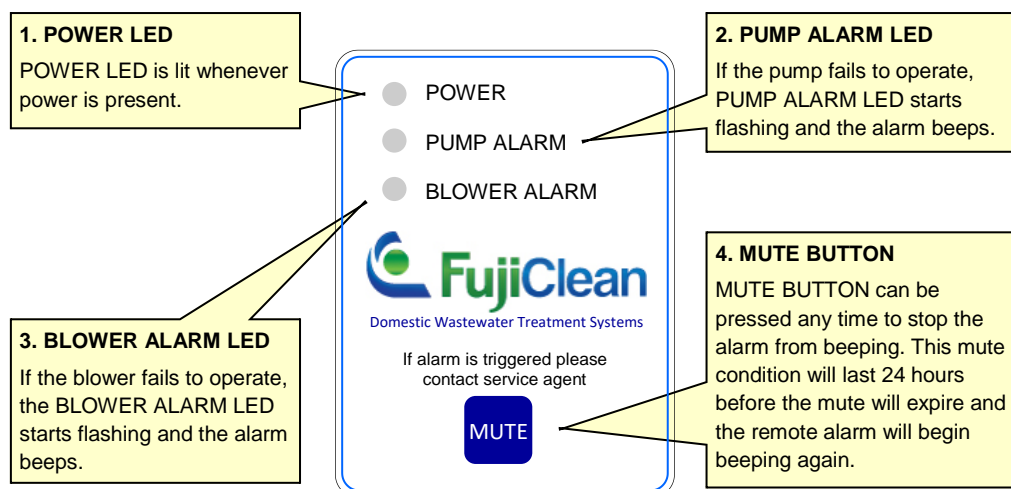 1. POWER LED
POWER LED is lit whenever
power is present.
2. PUMP ALARM LED
If the pump fails to operate,
PUMP ALARM LED starts
flashing and the alarm beeps.
POWER
PUMP ALARM
BLOWER ALARM
FujiClean
Domestic Wastewater Treatment Systems
If alarm is triggered please
contact service agent
MUTE
3. BLOWER ALARM LED
If the blower fails to operate,
the BLOWER ALARM LED
starts flashing and the alarm
beeps.
4. MUTE BUTTON
MUTE BUTTON can be
pressed any time to stop the
alarm from beeping. This mute
condition will last 24 hours
before the mute will expire and
the remote alarm will begin
beeping again.